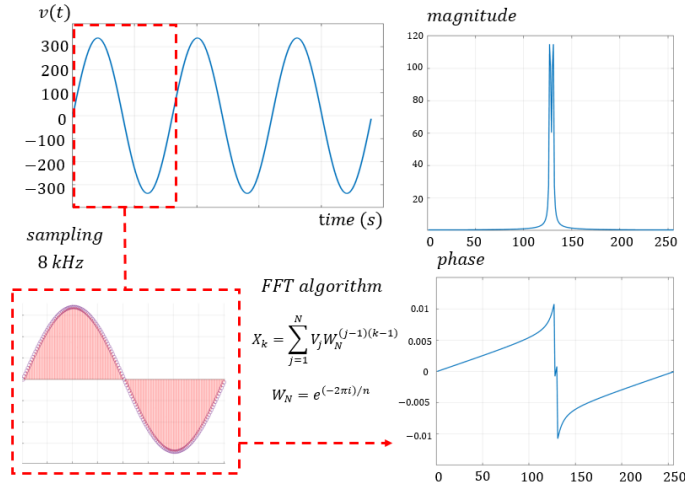 v(t)
300
200
100
0
−100
−200
−300
time (s)
magnitude
120
100
80
60
40
20
0 50 100 150 200 250
sampling
8 kHz
FFT algorithm
X_k = \sum_{j=1}^{N} V_j W_N^{(j-1)(k-1)}
W_N = e^{(-2πi)/n}
phase
0.01
0.005
0
−0.005
−0.01
0 50 100 150 200 250